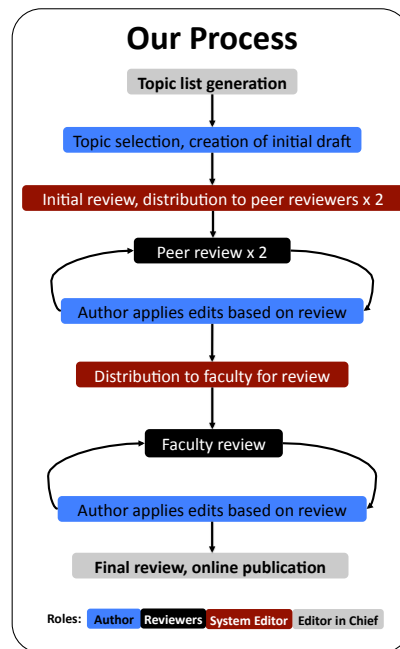 Our Process
Topic list generation
Topic selection, creation of initial draft
Initial review, distribution to peer reviewers x 2
Peer review x 2
Author applies edits based on review
Distribution to faculty for review
Faculty review
Author applies edits based on review
Final review, online publication
Roles: Author Reviewers System Editor Editor in Chief